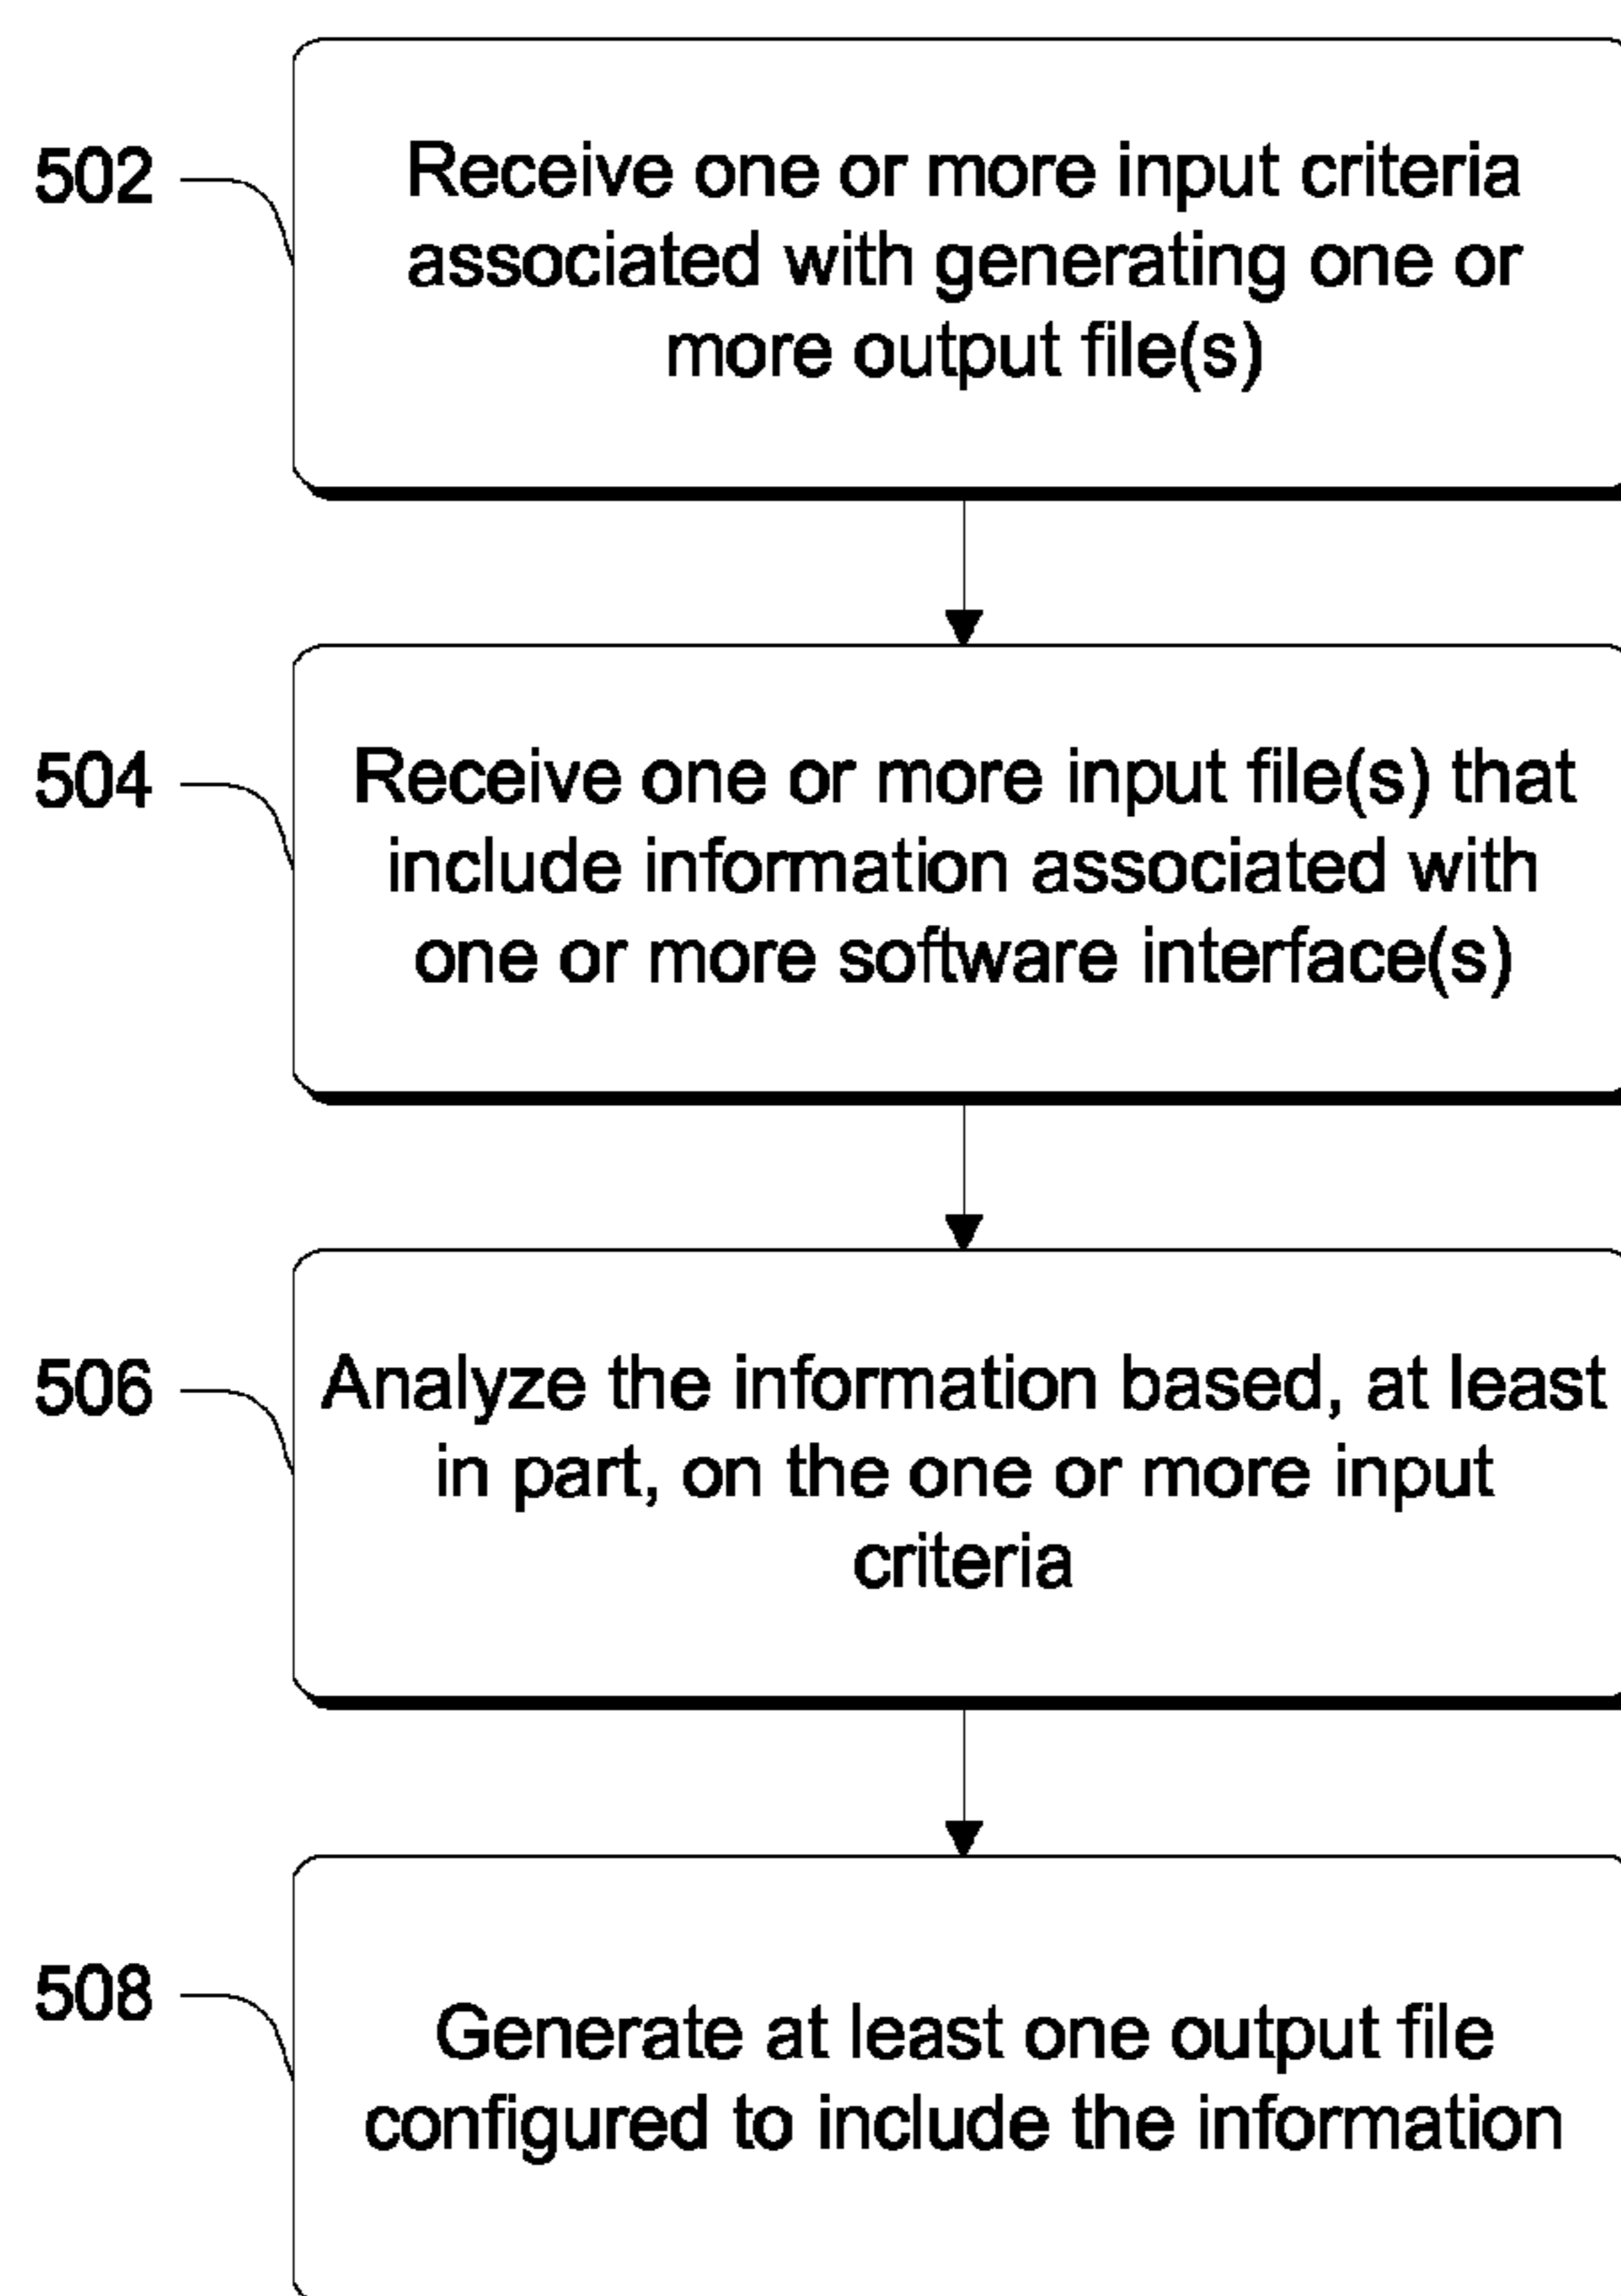 502
Receive one or more input criteria
associated with generating one or
more output file(s)
504
Receive one or more input file(s) that
include information associated with
one or more software interface(s)
506
Analyze the information based, at least
in part, on the one or more input
criteria
508
Generate at least one output file
configured to include the information